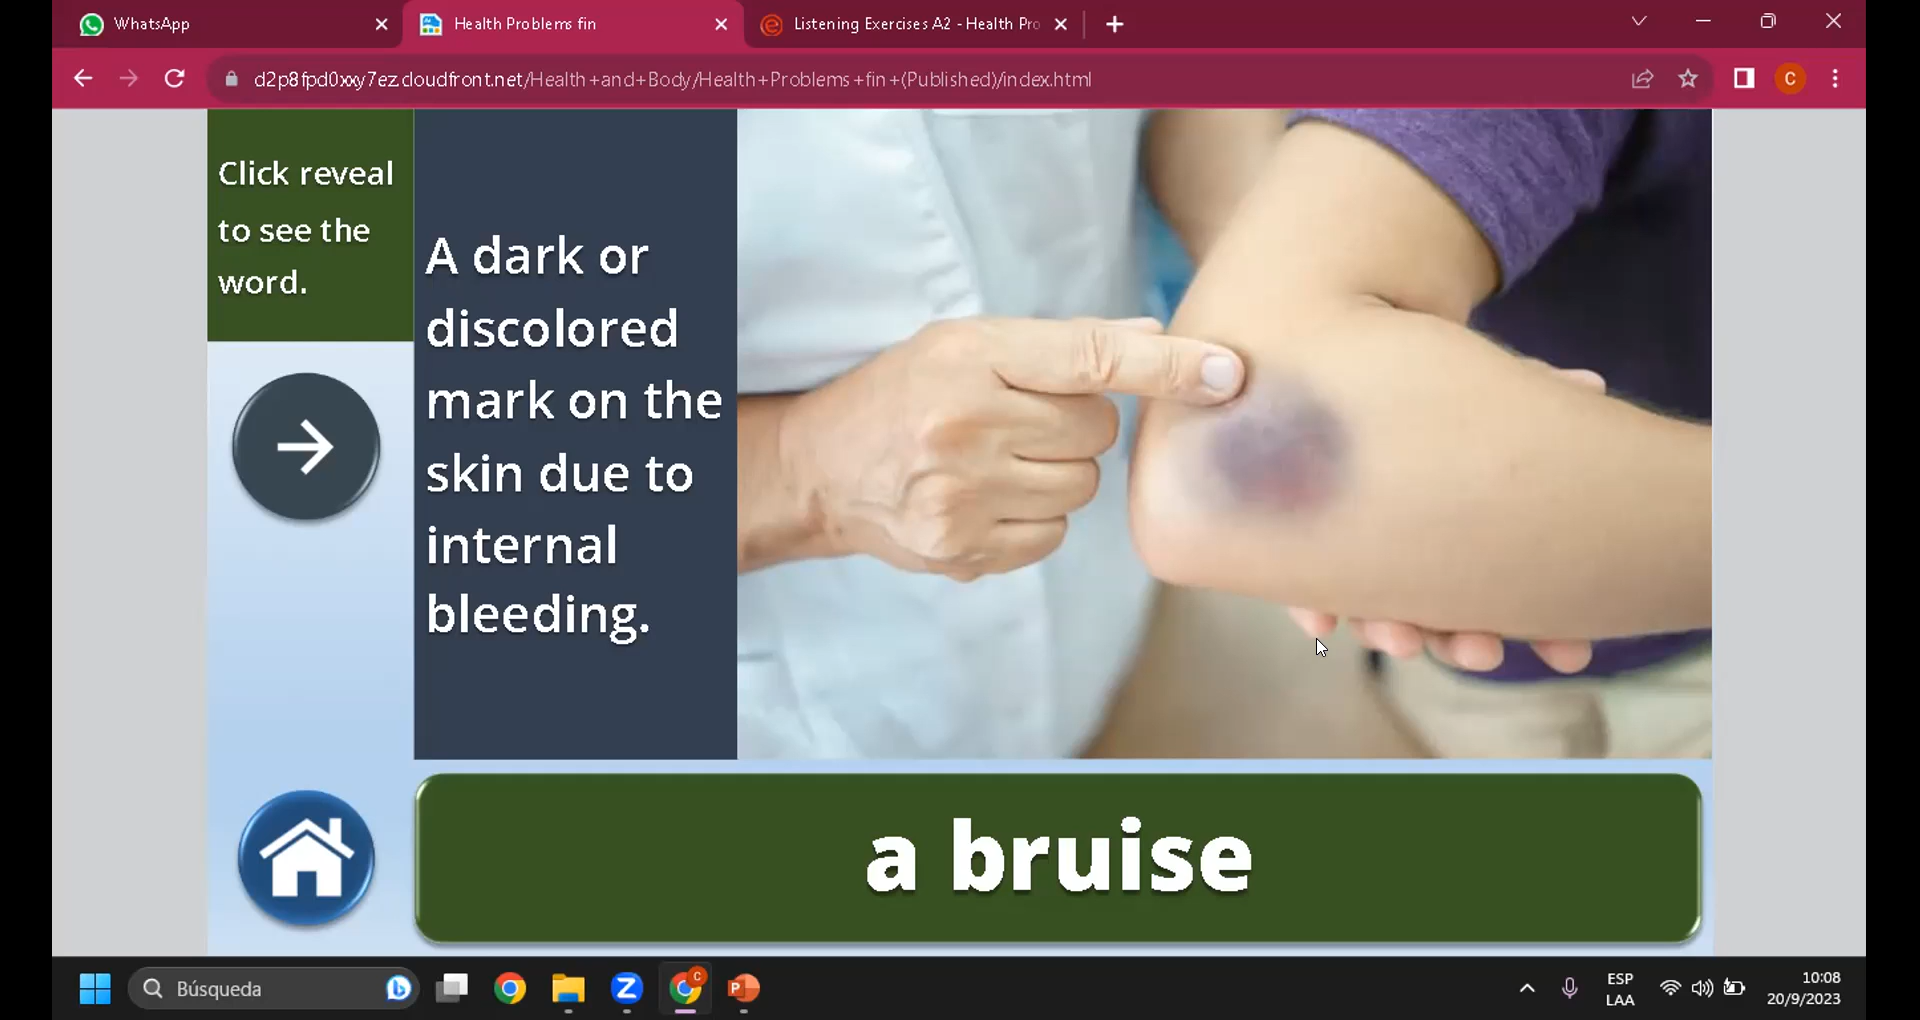 WhatsApp
Health Problems fin
Listening Exercises A2 - Health Pro
d2p8fpd0xxy7ez.cloudfront.net/Health+and+Body/Health+Problems+fin+(Published)/index.html
C
Click reveal
to see the
word.
A dark or
discolored
mark on the
skin due to
internal
bleeding.
a bruise
Búsqueda
ESP
LAA
10:08
20/9/2023